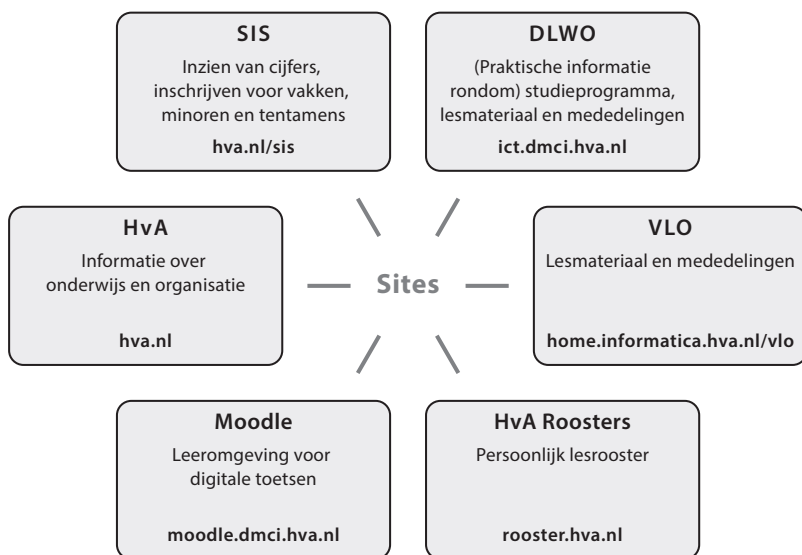 SIS
Inzien van cijfers,
inschrijven voor vakken,
minoren en tentamens
hva.nl/sis
DLWO
(Praktische informatie
rondom) studieprogramma,
lesmateriaal en mededelingen
ict.dmci.hva.nl
HvA
Informatie over
onderwijs en organisatie
hva.nl
Sites
VLO
Lesmateriaal en mededelingen
home.informatica.hva.nl/vlo
Moodle
Leeromgeving voor
digitale toetsen
moodle.dmci.hva.nl
HvA Roosters
Persoonlijk lesrooster
rooster.hva.nl